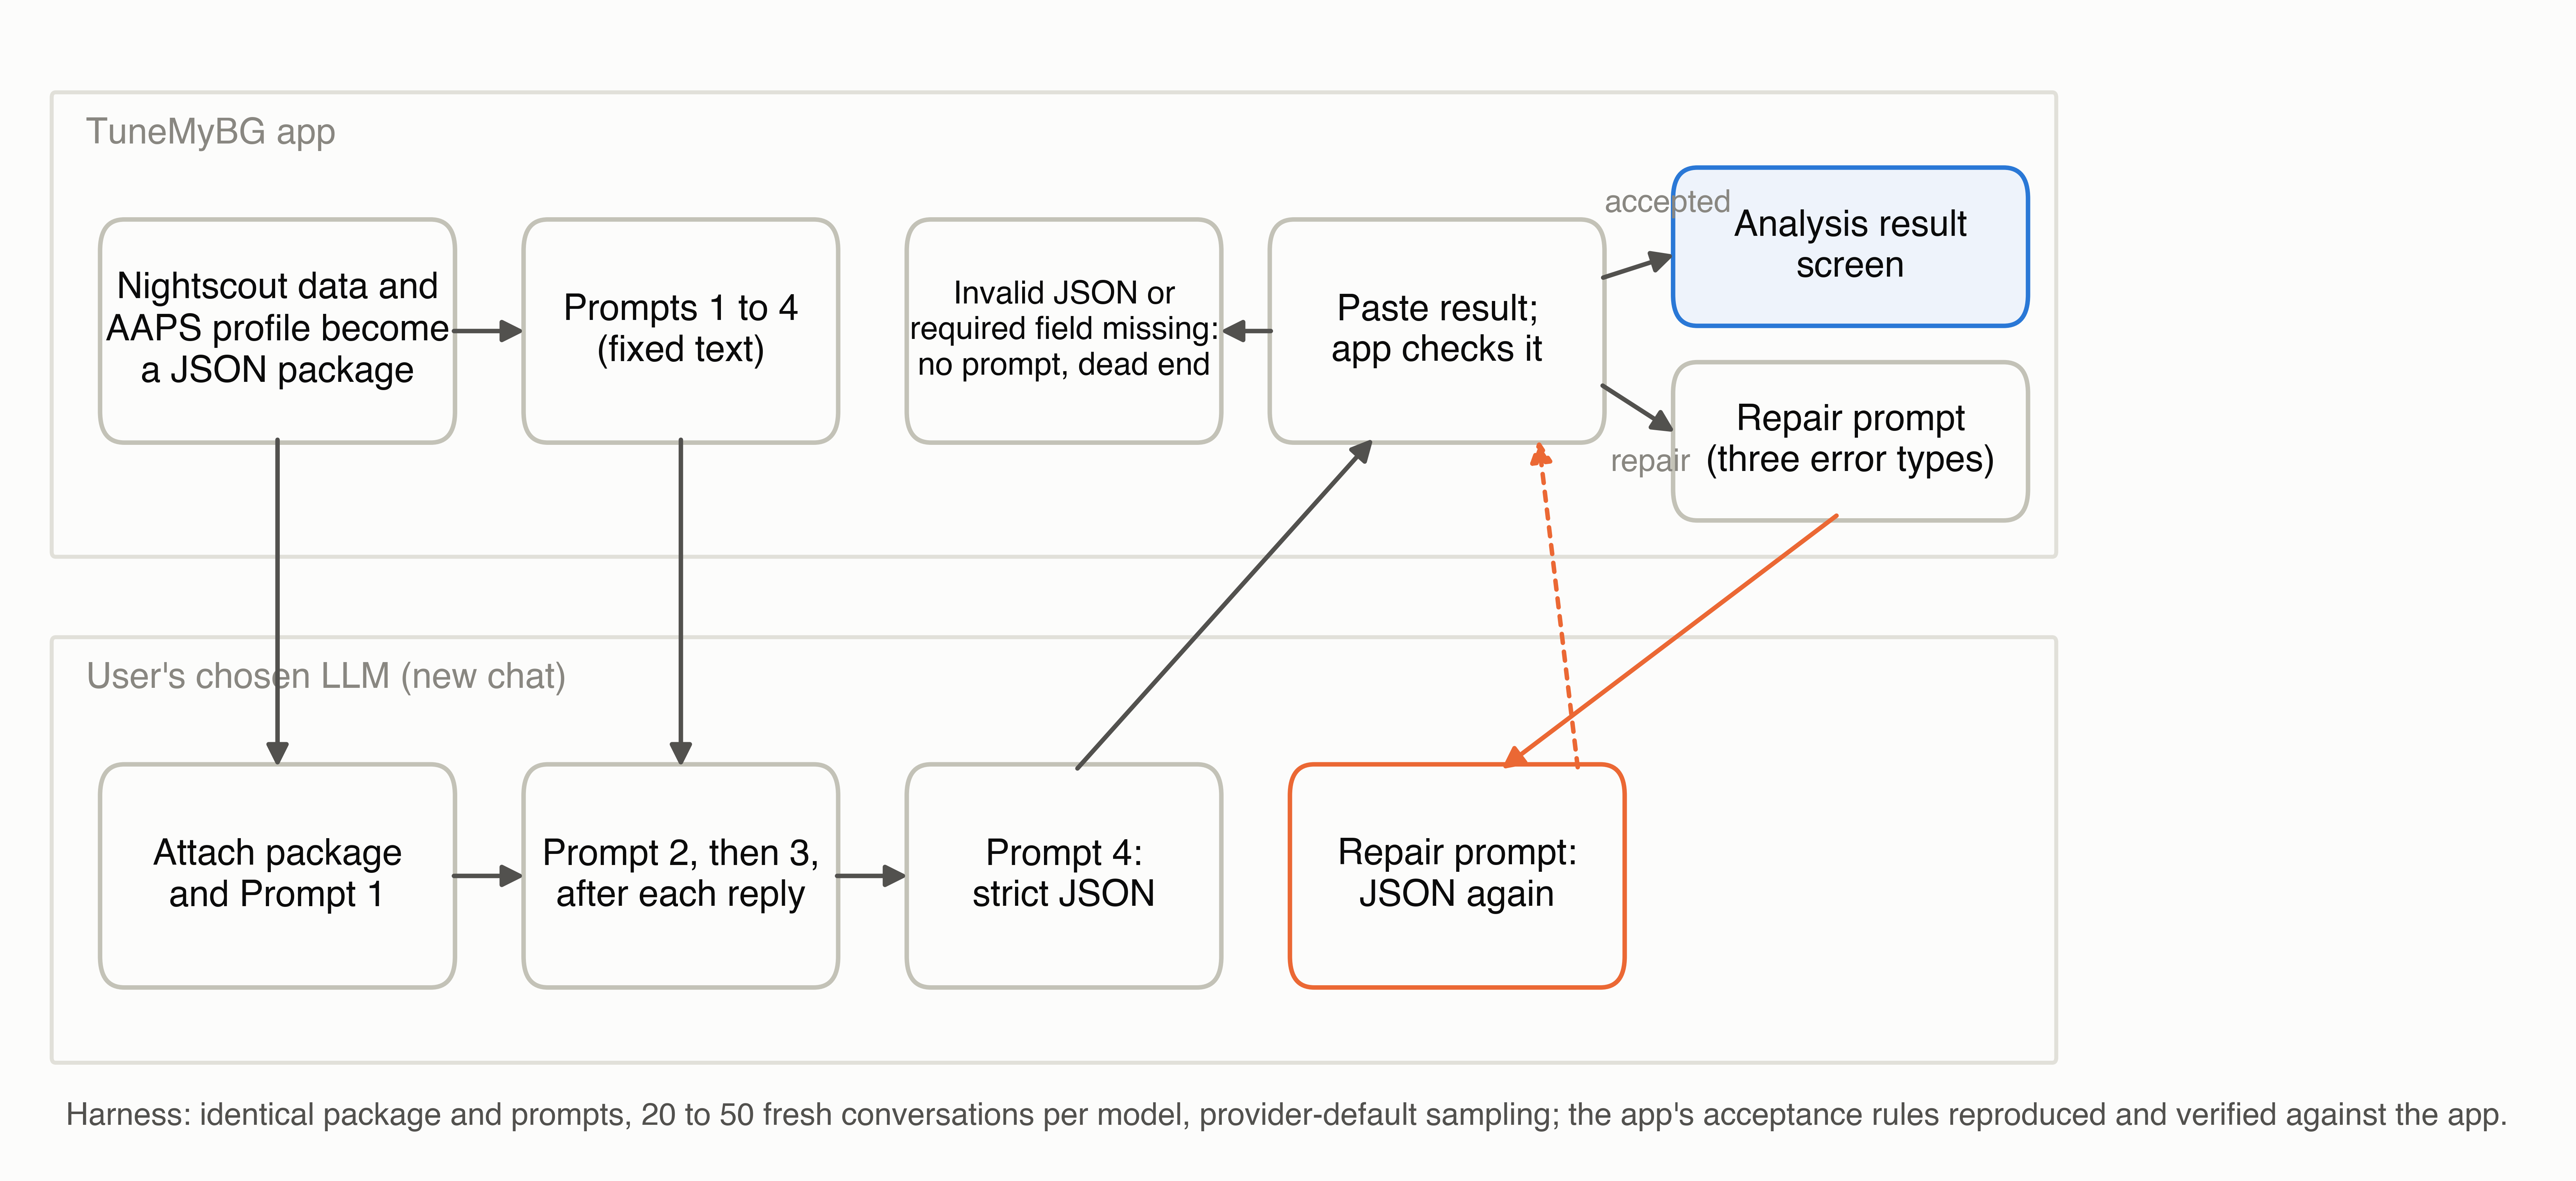 TuneMyBG app
Nightscout data and
AAPS profile become
a JSON package
Prompts 1 to 4
(fixed text)
Invalid JSON or
required field missing:
no prompt, dead end
Paste result;
app checks it
accepted
Analysis result
screen
repair
Repair prompt
(three error types)
User's chosen LLM (new chat)
Attach package
and Prompt 1
Prompt 2, then 3,
after each reply
Prompt 4:
strict JSON
Repair prompt:
JSON again
Harness: identical package and prompts, 20 to 50 fresh conversations per model, provider-default sampling; the app's acceptance rules reproduced and verified against the app.